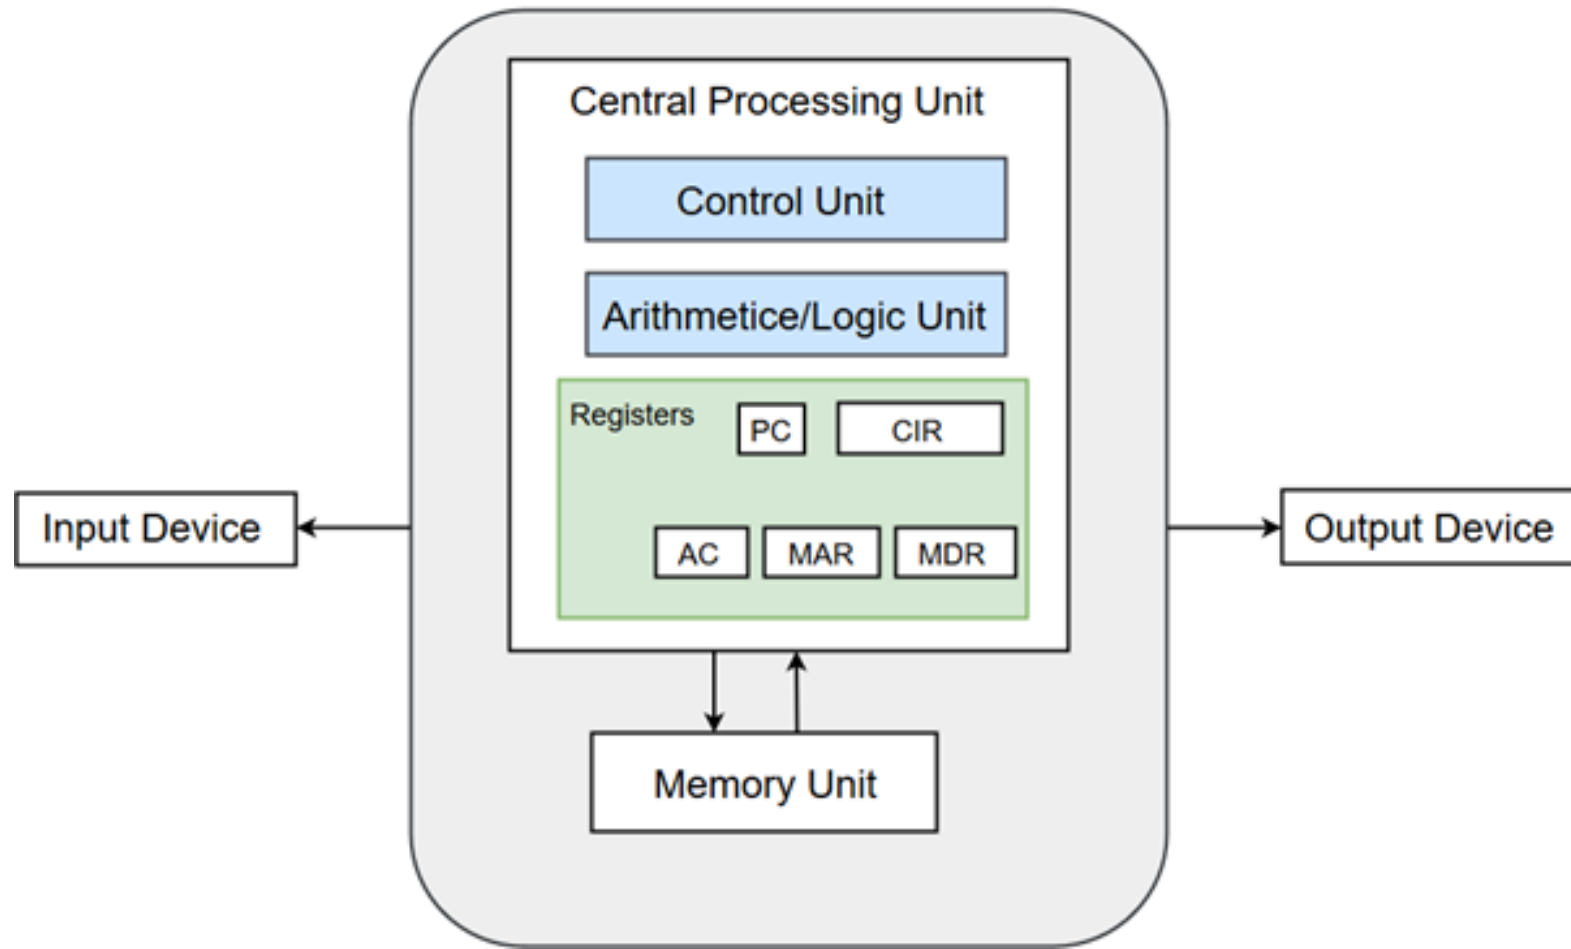 Central Processing Unit
Control Unit
Arithmetice/Logic Unit
Registers
PC
CIR
AC
MAR
MDR
Input Device
Output Device
Memory Unit